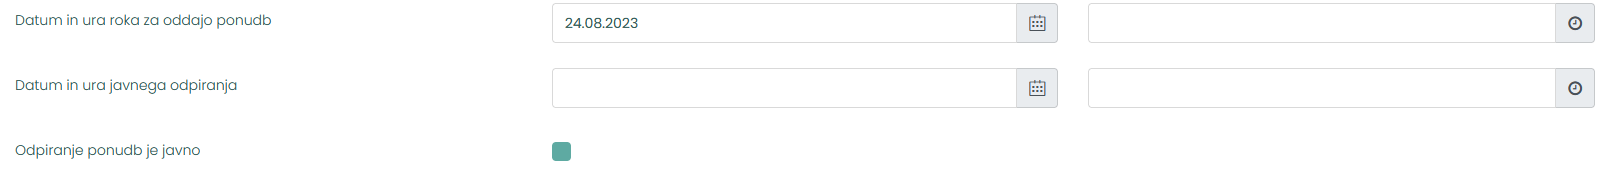 Datum in ura roka za oddajo ponudb
24.08.2023
Datum in ura javnega odpiranja
Odpiranje ponudb je javno